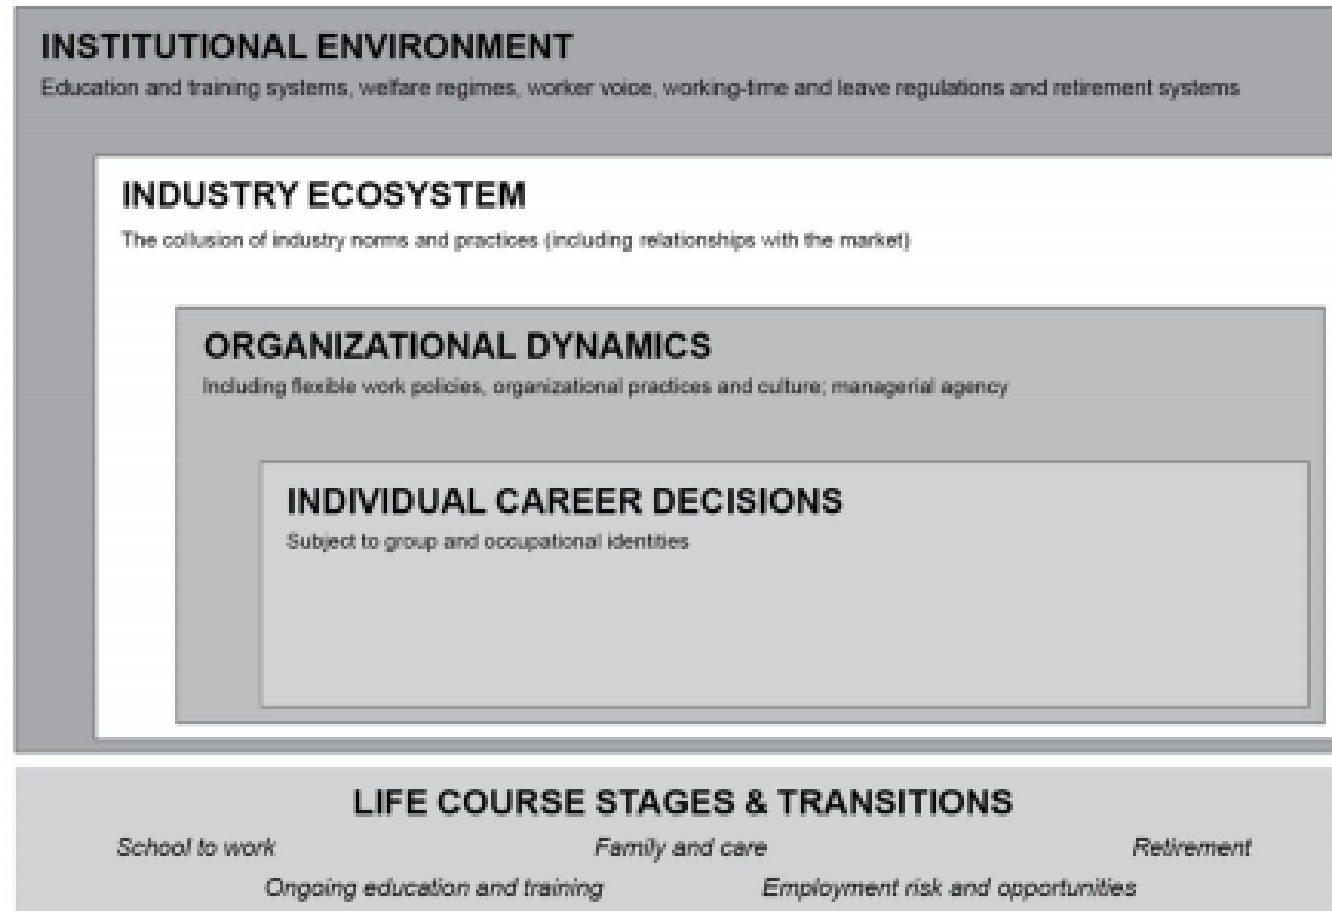 INSTITUTIONAL ENVIRONMENT
Education and training systems, welfare regimes, worker voice, working-time and leave regulations and retirement systems
INDUSTRY ECOSYSTEM
The collusion of industry norms and practices (including relationships with the market)
ORGANIZATIONAL DYNAMICS
Including flexible work policies, organizational practices and culture; managerial agency
INDIVIDUAL CAREER DECISIONS
Subject to group and occupational identities
LIFE COURSE STAGES & TRANSITIONS
School to work Family and care Retirement
Ongoing education and training Employment risk and opportunities